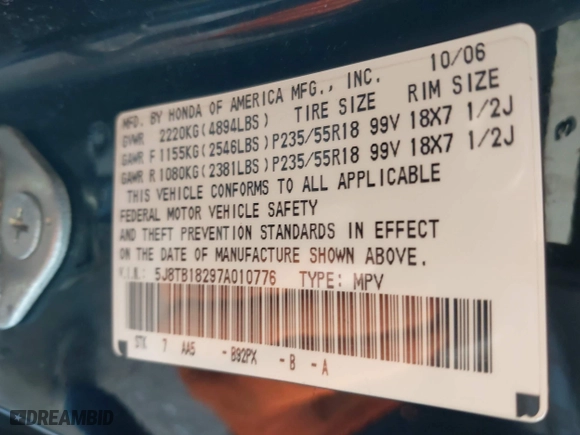 MFD. BY HONDA OF AMERICA MFG., INC. 10/06
GVWR 2220KG(4894LBS) TIRE SIZE RIM SIZE
GAWR F1155KG(2546LBS)P235/55R18 99V 18X7 1/2J
GAWR R1080KG(2381LBS)P235/55R18 99V 18X7 1/2J
THIS VEHICLE CONFORMS TO ALL APPLICABLE
FEDERAL MOTOR VEHICLE SAFETY
AND THEFT PREVENTION STANDARDS IN EFFECT
ON THE DATE OF MANUFACTURE SHOWN ABOVE.
V.I.N.: 5J8TB18297A010776 TYPE: MPV
STK 7 AA5 -B92PX -B -A
DREAMBID